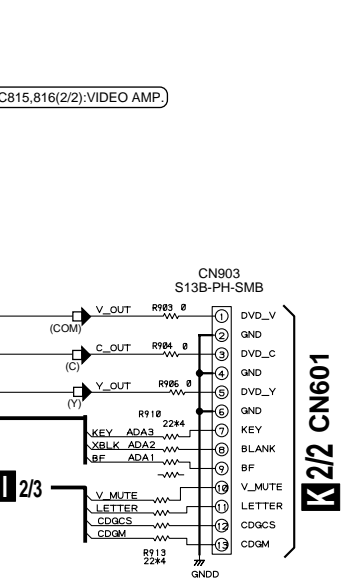 C815,816(2/2):VIDEO AMP.
CN903
S13B-PH-SMB
V_OUT R903 0 1 DVD_V
(COM)
2 GND
C_OUT R904 0 3 DVD_C
(C)
4 GND
Y_OUT R906 0 5 DVD_Y
(Y)
6 GND
R910
22*4
KEY ADA3 7 KEY
XBLK ADA2 8 BLANK
BF ADA1 9 BF
10 V_MUTE
I 2/3
V_MUTE
LETTER 11 LETTER
CDGCS 12 CDGCS
CDGM 13 CDGM
R913
22*4
GNDD
K 2/2 CN601